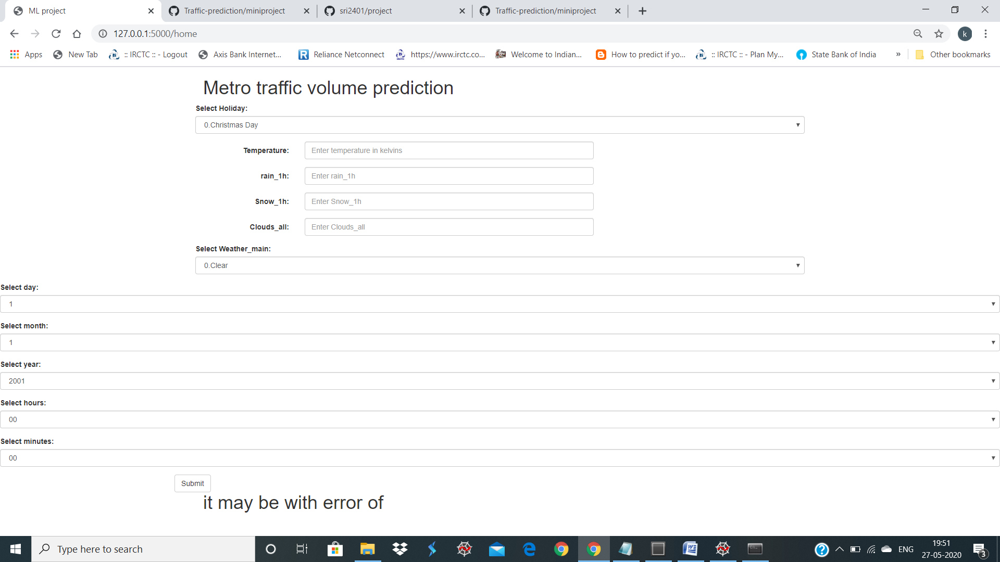 ML project
Traffic-prediction/miniproject
sri2401/project
Traffic-prediction/miniproject
127.0.0.1:5000/home
k
Apps
New Tab
:: IRCTC :: - Logout
Axis Bank Internet...
R
Reliance Netconnect
https://www.irctc.co...
Welcome to Indian...
How to predict if yo...
:: IRCTC :: - Plan My...
State Bank of India
»
Other bookmarks
Metro traffic volume prediction
Select Holiday:
0.Christmas Day
Temperature:
Enter temperature in kelvins
rain_1h:
Enter rain_1h
Snow_1h:
Enter Snow_1h
Clouds_all:
Enter Clouds_all
Select Weather_main:
0.Clear
Select day:
1
Select month:
1
Select year:
2001
Select hours:
00
Select minutes:
00
Submit
it may be with error of
Type here to search
ENG
19:51
27-05-2020
3